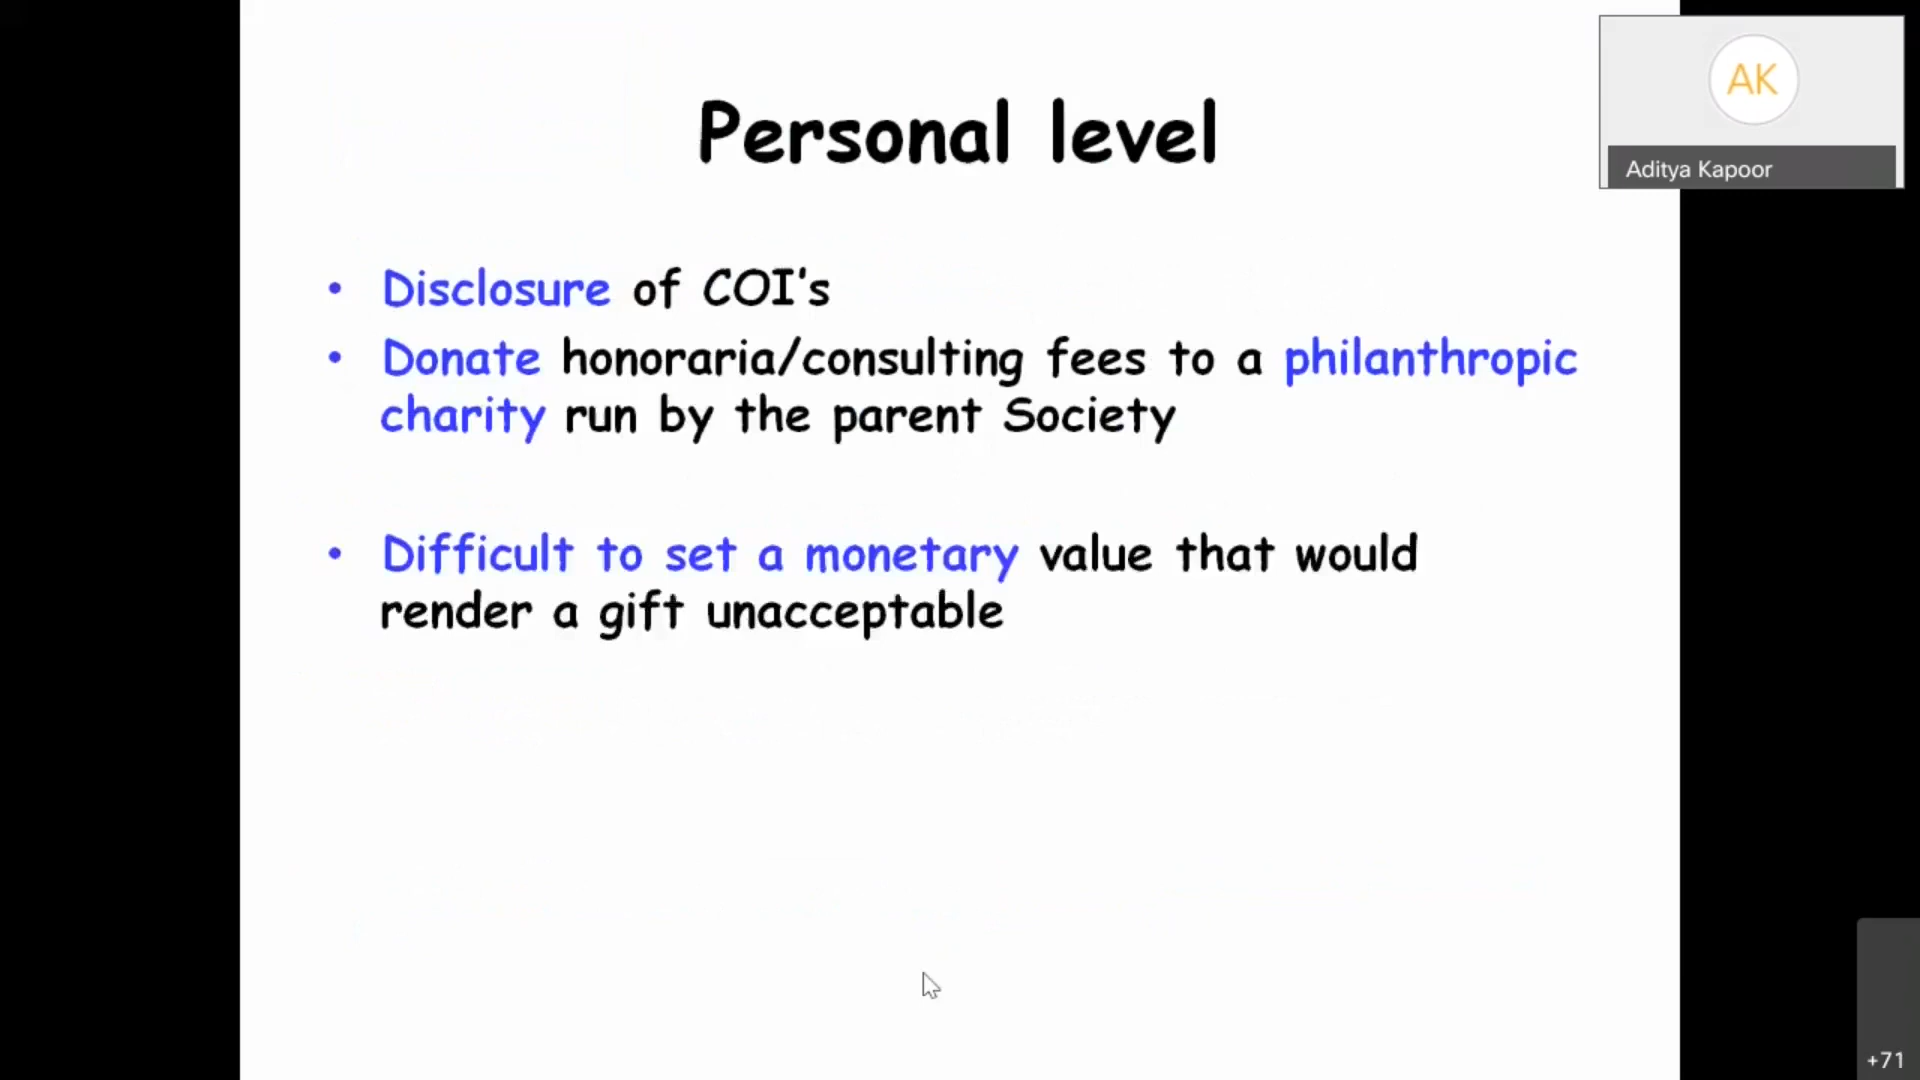 Personal level
AK
Aditya Kapoor
• Disclosure of COI's
• Donate honoraria/consulting fees to a philanthropic
charity run by the parent Society
• Difficult to set a monetary value that would
render a gift unacceptable
+71